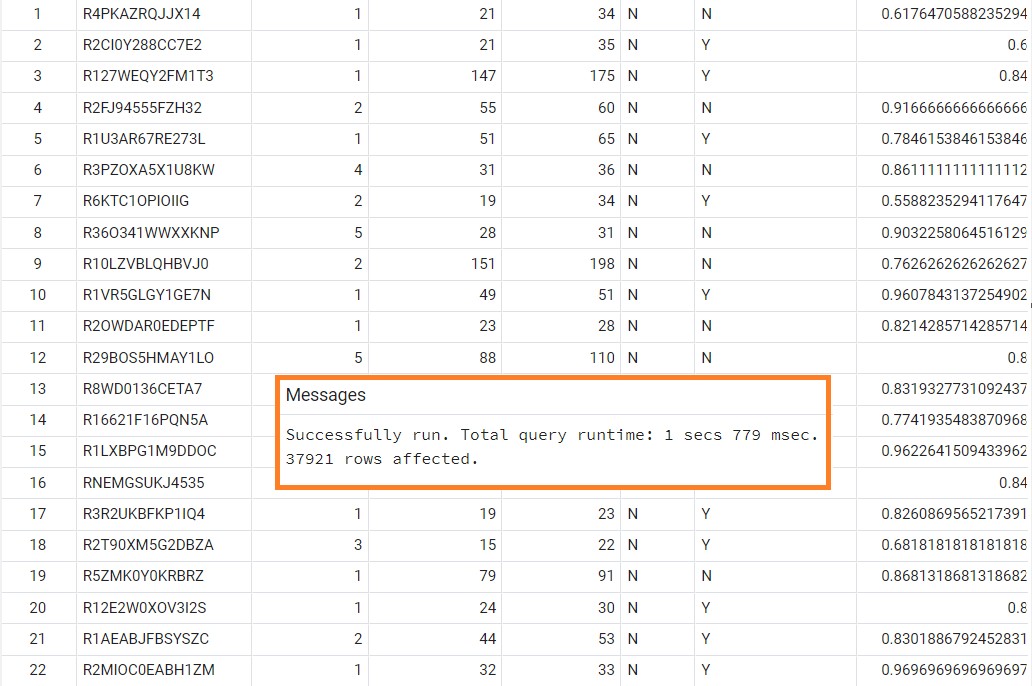 1 R4PKAZRQJJX14 1 21 34 N N 0.6176470588235294
2 R2CI0Y288CC7E2 1 21 35 N Y 0.6
3 R127WEQY2FM1T3 1 147 175 N Y 0.84
4 R2FJ94555FZH32 2 55 60 N N 0.9166666666666666
5 R1U3AR67RE273L 1 51 65 N Y 0.7846153846153846
6 R3PZOXA5X1U8KW 4 31 36 N N 0.8611111111111112
7 R6KTC1OPIOIIG 2 19 34 N Y 0.5588235294117647
8 R36O341WWXXKNP 5 28 31 N N 0.9032258064516129
9 R10LZVBLQHBVJ0 2 151 198 N N 0.7626262626262627
10 R1VR5GLGY1GE7N 1 49 51 N Y 0.9607843137254902
11 R2OWDAR0EDEPTF 1 23 28 N N 0.8214285714285714
12 R29BOS5HMAY1LO 5 88 110 N N 0.8
13 R8WD0136CETA7 0.8319327731092437
14 R16621F16PQN5A 0.7741935483870968
15 R1LXBPG1M9DDOC 0.9622641509433962
16 RNEMGSUKJ4535 0.84
Messages
Successfully run. Total query runtime: 1 secs 779 msec.
37921 rows affected.
17 R3R2UKBFKP1IQ4 1 19 23 N Y 0.8260869565217391
18 R2T90XM5G2DBZA 3 15 22 N Y 0.6818181818181818
19 R5ZMK0Y0KRBRZ 1 79 91 N N 0.8681318681318682
20 R12E2W0XOV3I2S 1 24 30 N Y 0.8
21 R1AEABJFBSYSZC 2 44 53 N Y 0.8301886792452831
22 R2MIOC0EABH1ZM 1 32 33 N Y 0.9696969696969697